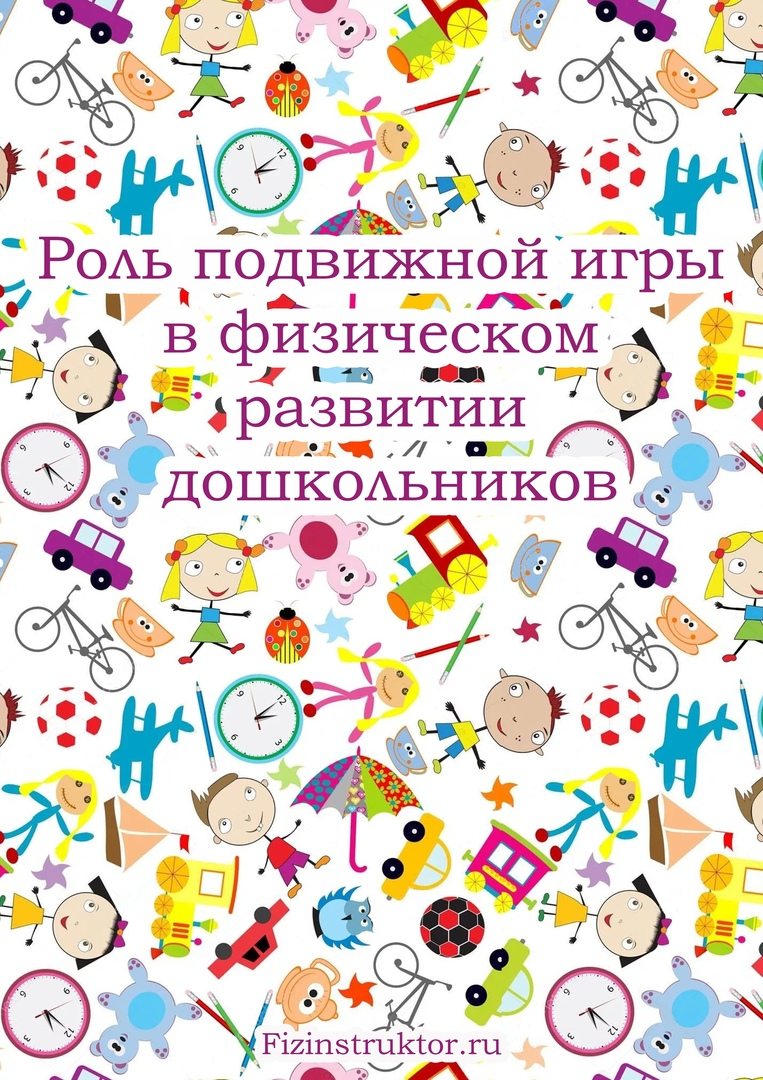 Роль подвижной игры
в физическом
развитии
дошкольников
Fizinstruktor.ru